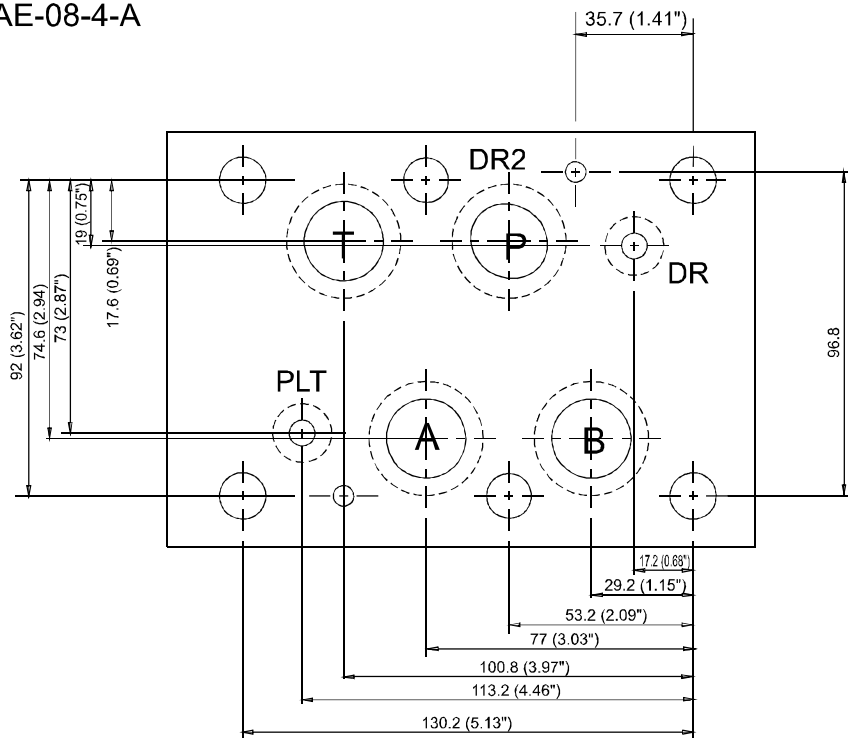 AE-08-4-A
35.7 (1.41")
DR2
T
P
DR
19 (0.75")
17.6 (0.69")
73 (2.87")
74.6 (2.94)
92 (3.62")
96.8
PLT
A
B
17.2 (0.68")
29.2 (1.15")
53.2 (2.09")
77 (3.03")
100.8 (3.97")
113.2 (4.46")
130.2 (5.13")